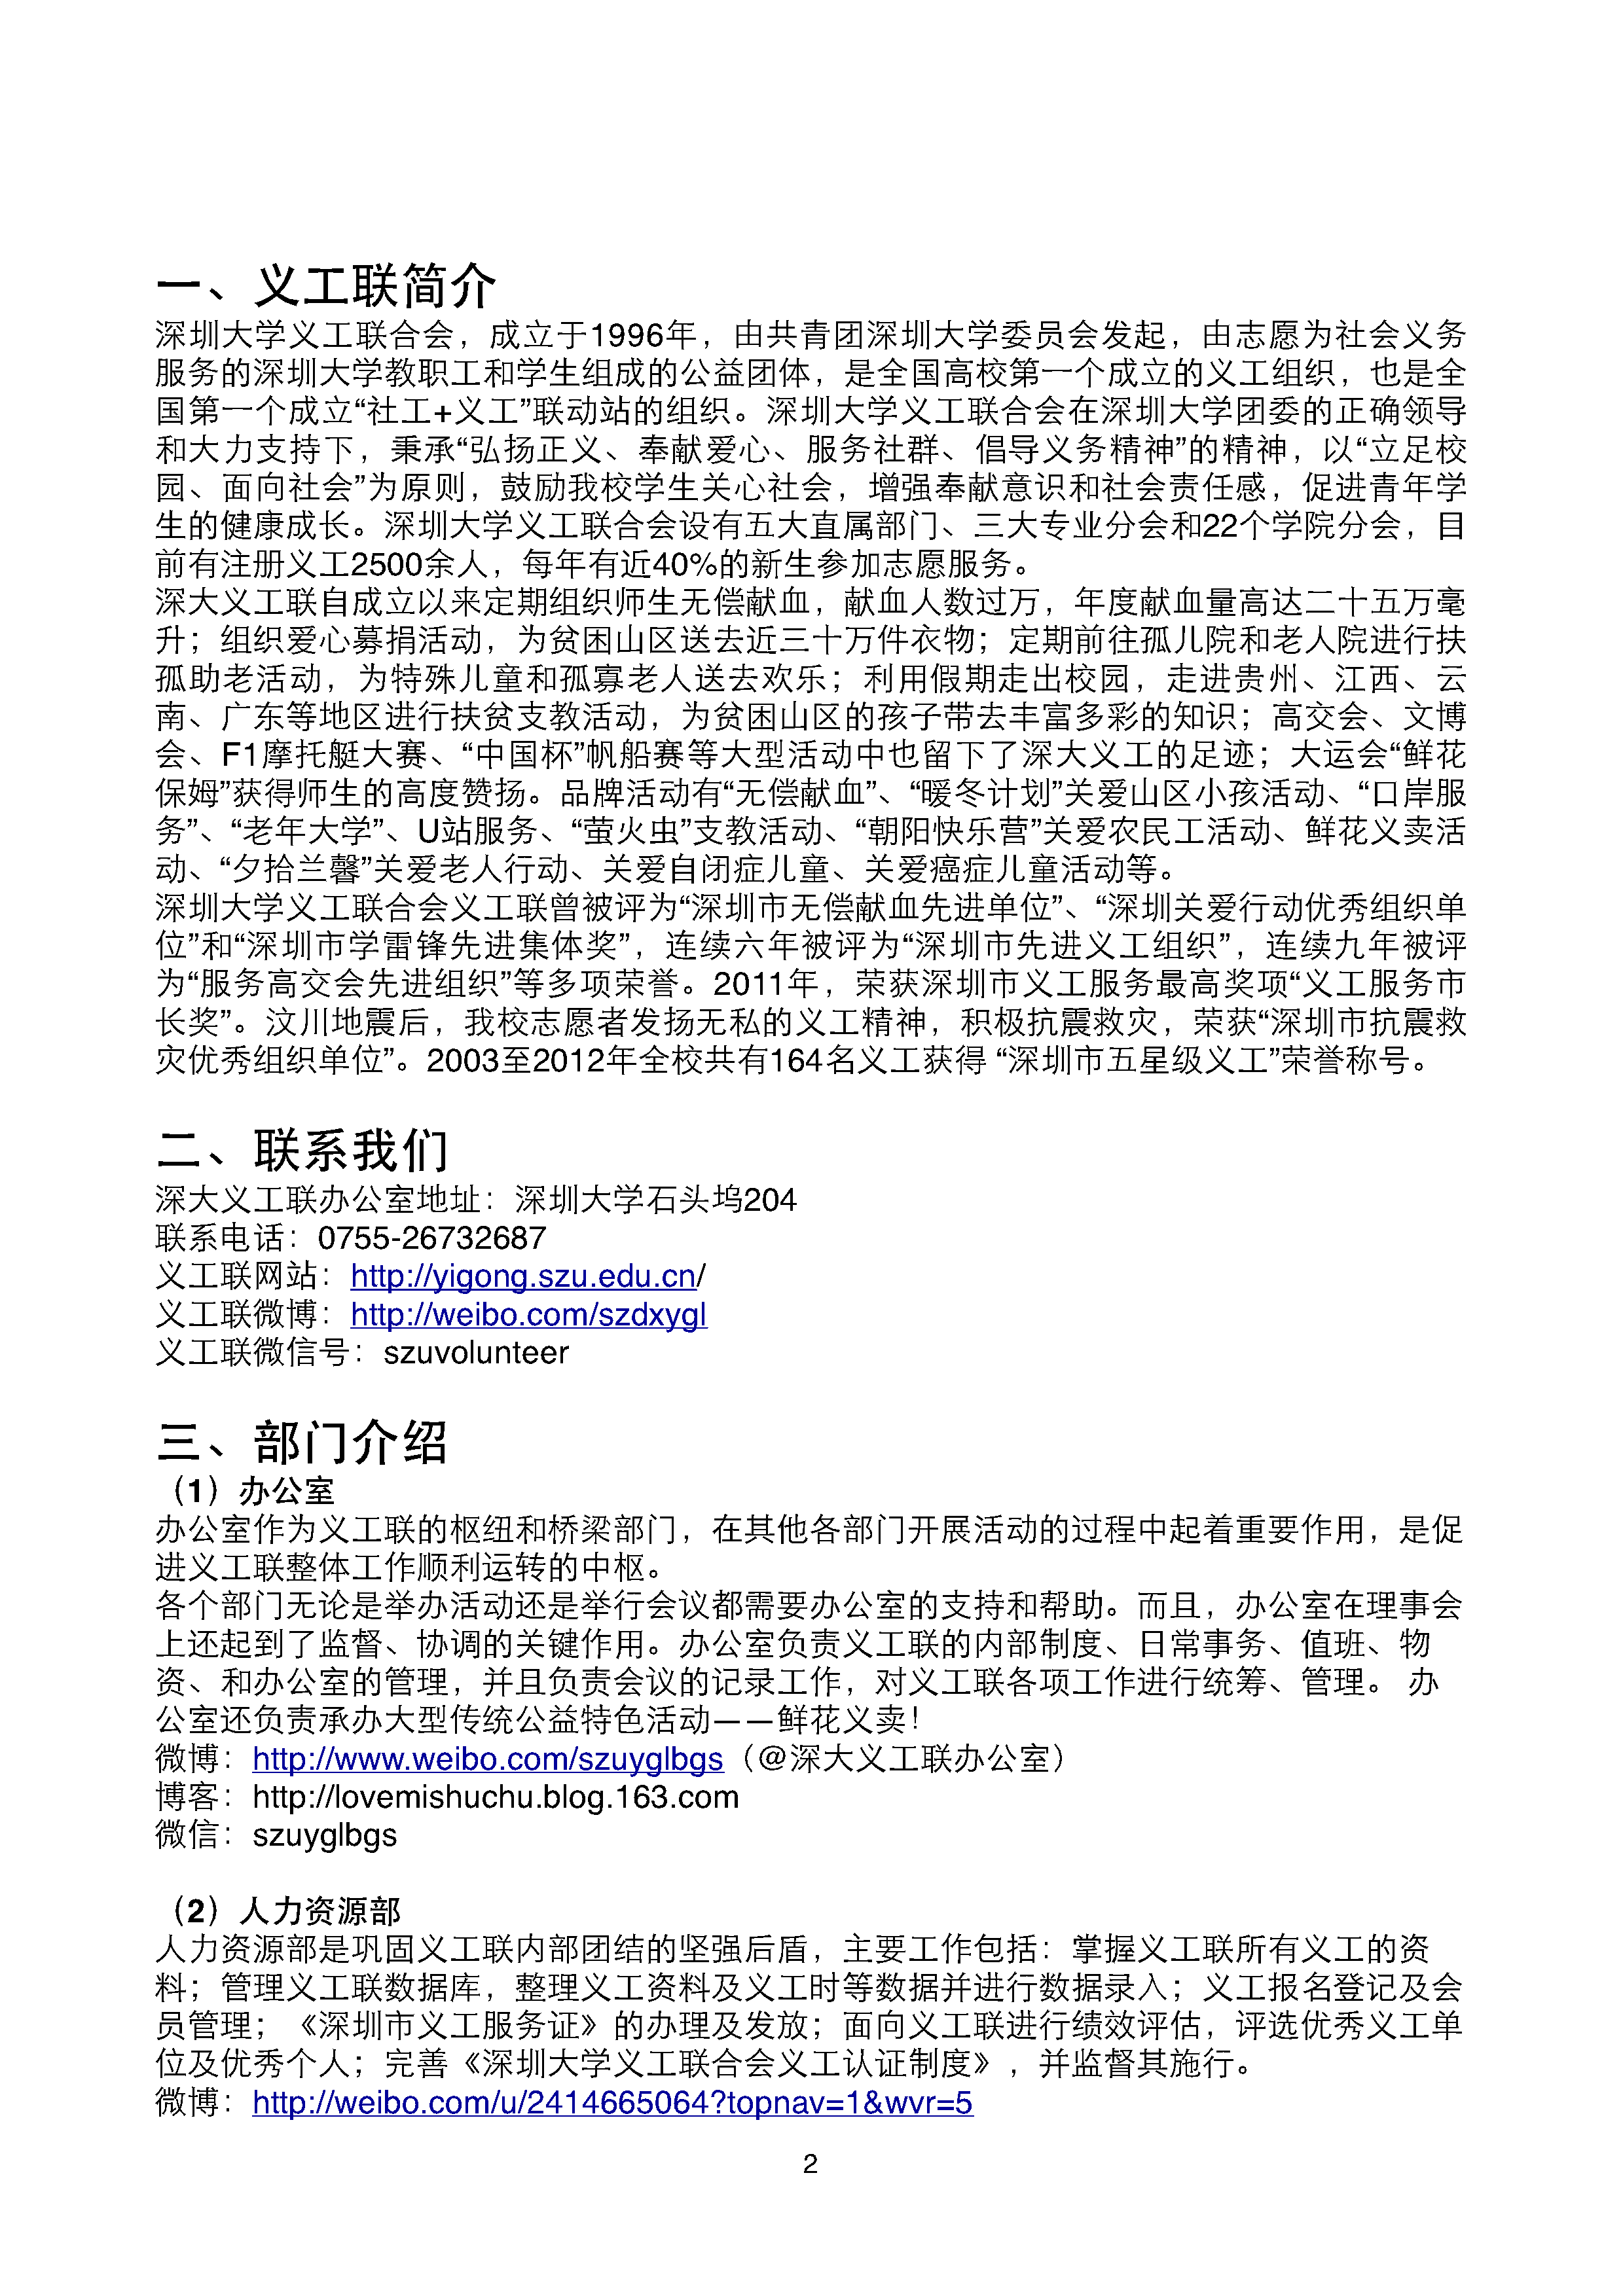 一、义工联简介
深圳大学义工联合会，成立于1996年，由共青团深圳大学委员会发起，由志愿为社会义务
服务的深圳大学教职工和学生组成的公益团体，是全国高校第一个成立的义工组织，也是全
国第一个成立“社工+义工”联动站的组织。深圳大学义工联合会在深圳大学团委的正确领导
和大力支持下，秉承“弘扬正义、奉献爱心、服务社群、倡导义务精神”的精神，以“立足校
园、面向社会”为原则，鼓励我校学生关心社会，增强奉献意识和社会责任感，促进青年学
生的健康成长。深圳大学义工联合会设有五大直属部门、三大专业分会和22个学院分会，目
前有注册义工2500余人，每年有近40%的新生参加志愿服务。
深大义工联自成立以来定期组织师生无偿献血，献血人数过万，年度献血量高达二十五万毫
升；组织爱心募捐活动，为贫困山区送去近三十万件衣物；定期前往孤儿院和老人院进行扶
孤助老活动，为特殊儿童和孤寡老人送去欢乐；利用假期走出校园，走进贵州、江西、云
南、广东等地区进行扶贫支教活动，为贫困山区的孩子带去丰富多彩的知识；高交会、文博
会、F1摩托艇大赛、“中国杯”帆船赛等大型活动中也留下了深大义工的足迹；大运会“鲜花
保姆”获得师生的高度赞扬。品牌活动有“无偿献血”、“暖冬计划”关爱山区小孩活动、“口岸服
务”、“老年大学”、U站服务、“萤火虫”支教活动、“朝阳快乐营”关爱农民工活动、鲜花义卖活
动、“夕拾兰馨”关爱老人行动、关爱自闭症儿童、关爱癌症儿童活动等。
深圳大学义工联合会义工联曾被评为“深圳市无偿献血先进单位”、“深圳关爱行动优秀组织单
位”和“深圳市学雷锋先进集体奖”，连续六年被评为“深圳市先进义工组织”，连续九年被评
为“服务高交会先进组织”等多项荣誉。2011年，荣获深圳市义工服务最高奖项“义工服务市
长奖”。汶川地震后，我校志愿者发扬无私的义工精神，积极抗震救灾，荣获“深圳市抗震救
灾优秀组织单位”。2003至2012年全校共有164名义工获得 “深圳市五星级义工”荣誉称号。
二、联系我们
深大义工联办公室地址：深圳大学石头坞204
联系电话：0755-26732687
义工联网站：http://yigong.szu.edu.cn/
义工联微博：http://weibo.com/szdxygl
义工联微信号：szuvolunteer
三、部门介绍
（1）办公室
办公室作为义工联的枢纽和桥梁部门，在其他各部门开展活动的过程中起着重要作用，是促
进义工联整体工作顺利运转的中枢。
各个部门无论是举办活动还是举行会议都需要办公室的支持和帮助。而且，办公室在理事会
上还起到了监督、协调的关键作用。办公室负责义工联的内部制度、日常事务、值班、物
资、和办公室的管理，并且负责会议的记录工作，对义工联各项工作进行统筹、管理。 办
公室还负责承办大型传统公益特色活动——鲜花义卖！
微博：http://www.weibo.com/szuyglbgs（@深大义工联办公室）
博客：http://lovemishuchu.blog.163.com
微信：szuyglbgs
（2）人力资源部
人力资源部是巩固义工联内部团结的坚强后盾，主要工作包括：掌握义工联所有义工的资
料；管理义工联数据库，整理义工资料及义工时等数据并进行数据录入；义工报名登记及会
员管理；《深圳市义工服务证》的办理及发放；面向义工联进行绩效评估，评选优秀义工单
位及优秀个人；完善《深圳大学义工联合会义工认证制度》，并监督其施行。
微博：http://weibo.com/u/2414665064?topnav=1&wvr=5
2